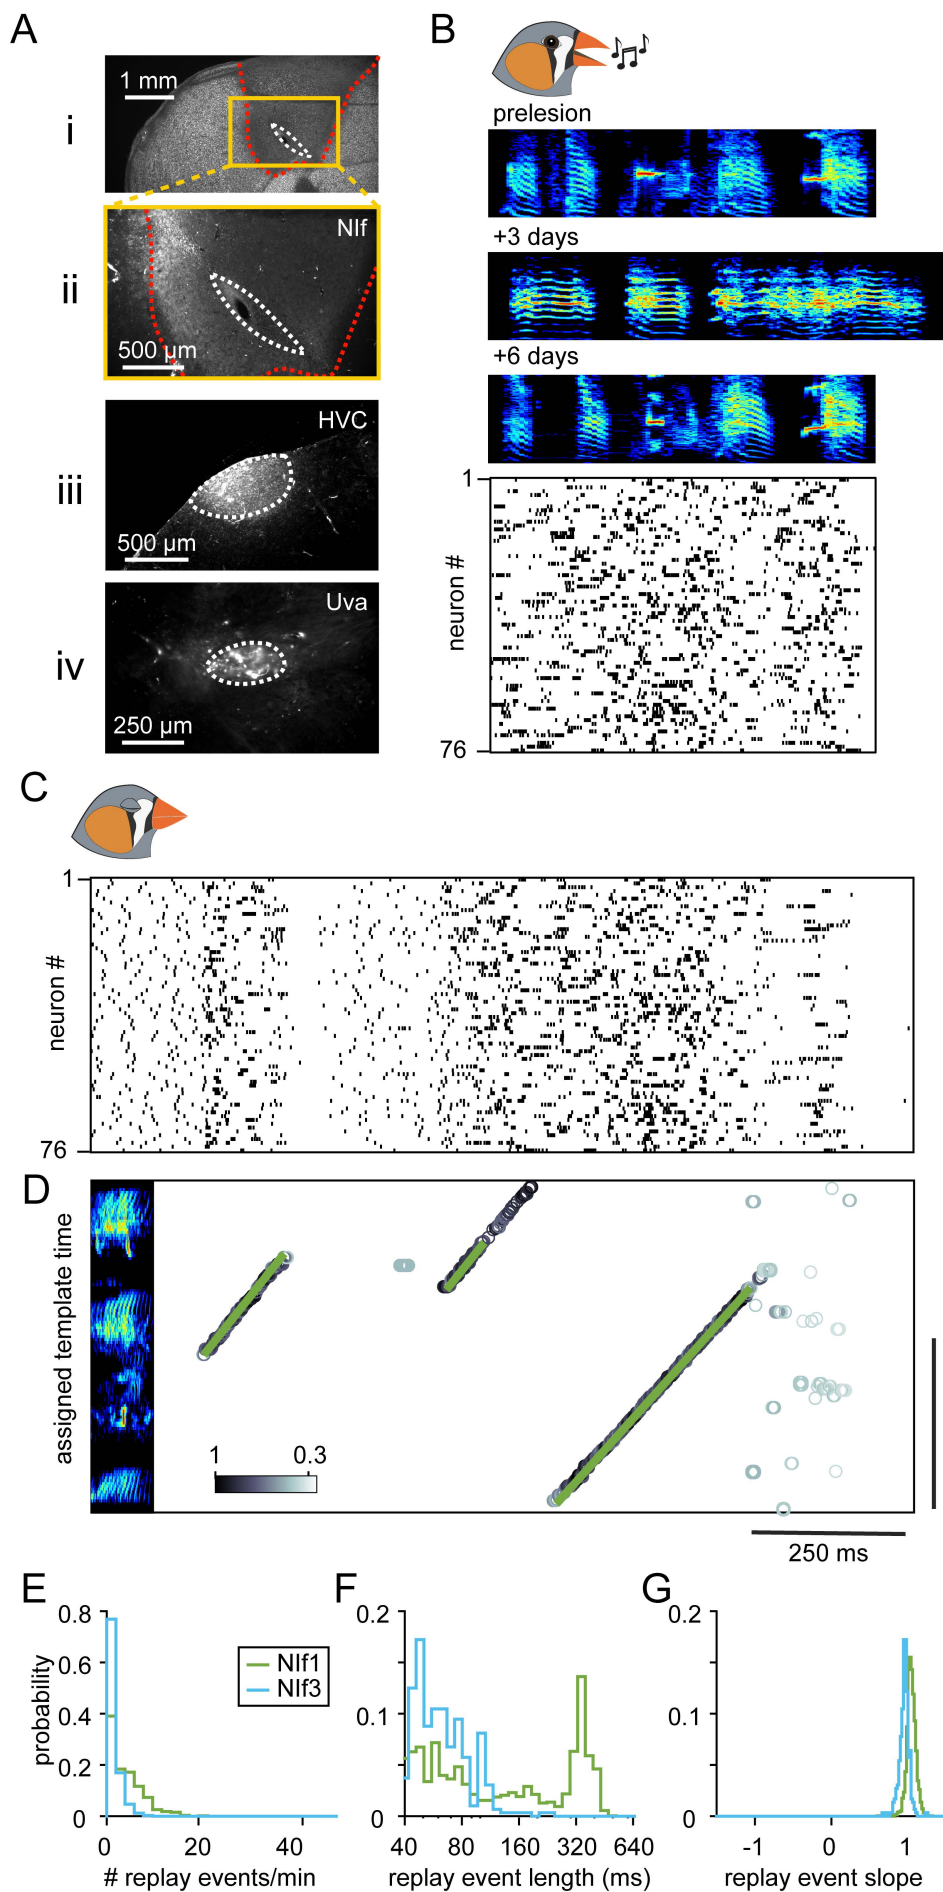 A
i
1 mm
NIf
ii
500 µm
HVC
iii
500 µm
Uva
iv
250 µm
B
prelesion
+3 days
+6 days
1
neuron #
76
C
1
neuron #
76
D
assigned template time
1 0.3
250 ms
E
probability
0.8
0.6
0.4
0.2
0
NIf1
NIf3
0 20 40
# replay events/min
F
0.2
0.1
0
40 80 160 320 640
replay event length (ms)
G
0.2
0.1
0
-1 0 1
replay event slope